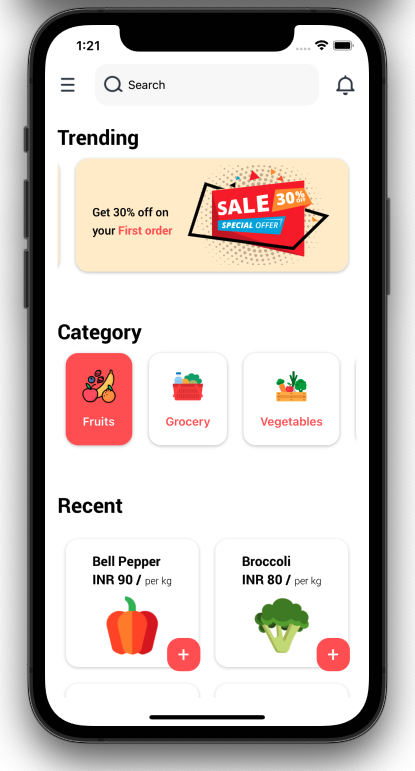 1:21
Search
Trending
Get 30% off on
your First order
SALE 30%
OFF
SPECIAL OFFER
Category
Fruits
Grocery
Vegetables
Recent
Bell Pepper
INR 90 / per kg
Broccoli
INR 80 / per kg
+
+